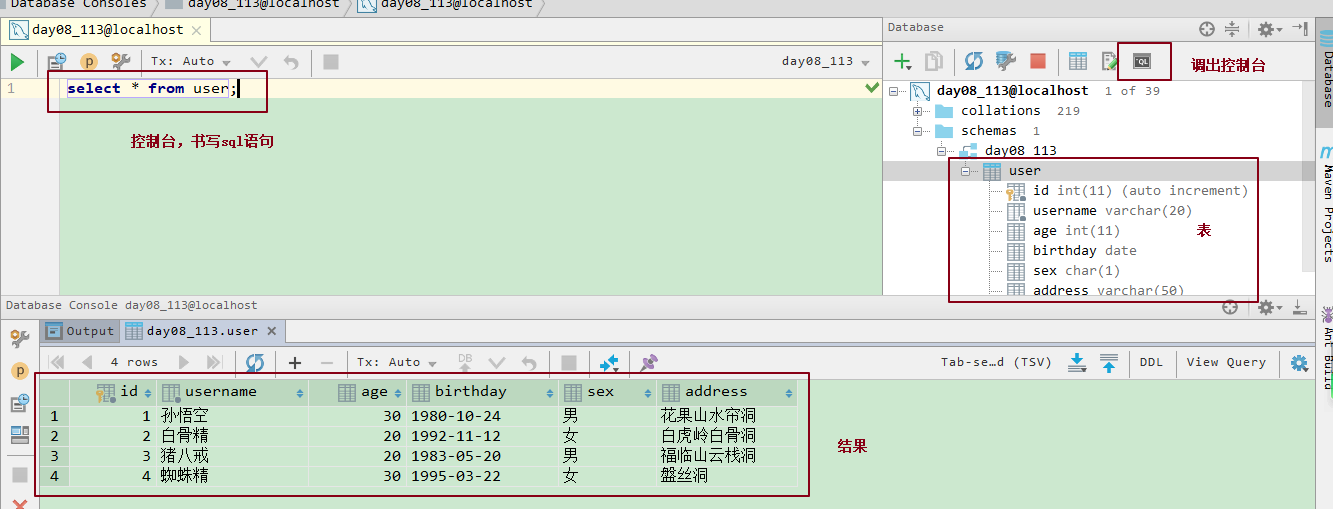 Database Consoles day08_113@localhost day08_113@localhost
day08_113@localhost
Tx: Auto
day08_113
1 select * from user;
控制台，书写sql语句
Database
QL
调出控制台
day08_113@localhost 1 of 39
collations 219
schemas 1
day08_113
user
id int(11) (auto increment)
username varchar(20)
age int(11)
birthday date
sex char(1)
address varchar(50)
表
Database
Maven Projects
Ant Build
Database Console day08_113@localhost
Output day08_113.user
4 rows
Tx: Auto
DB
Tab-se…d (TSV)
DDL
View Query
id username age birthday sex address
1 1 孙悟空 30 1980-10-24 男 花果山水帘洞
2 2 白骨精 20 1992-11-12 女 白虎岭白骨洞
3 3 猪八戒 20 1983-05-20 男 福临山云栈洞
4 4 蜘蛛精 30 1995-03-22 女 盤丝洞
结果